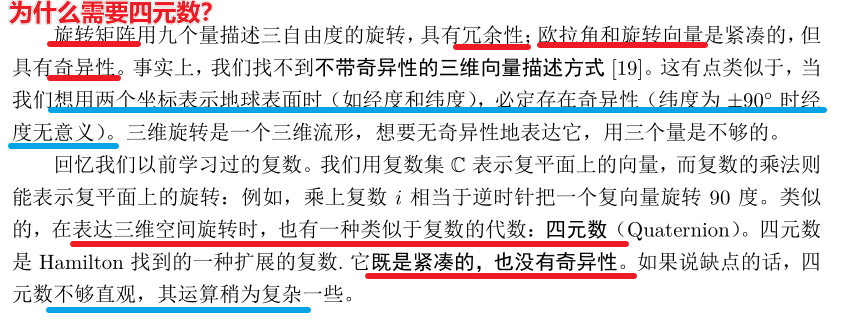 为什么需要四元数?
旋转矩阵用九个量描述三自由度的旋转,具有冗余性;欧拉角和旋转向量是紧凑的,但
具有奇异性。事实上,我们找不到不带奇异性的三维向量描述方式 [19]。这有点类似于,当
我们想用两个坐标表示地球表面时(如经度和纬度),必定存在奇异性(纬度为 ±90° 时经
度无意义)。三维旋转是一个三维流形,想要无奇异性地表达它,用三个量是不够的。
回忆我们以前学习过的复数。我们用复数集 ℂ 表示复平面上的向量,而复数的乘法则
能表示复平面上的旋转:例如,乘上复数 i 相当于逆时针把一个复向量旋转 90 度。类似
的,在表达三维空间旋转时,也有一种类似于复数的代数:四元数(Quaternion)。四元数
是 Hamilton 找到的一种扩展的复数. 它既是紧凑的,也没有奇异性。如果说缺点的话,四
元数不够直观,其运算稍为复杂一些。